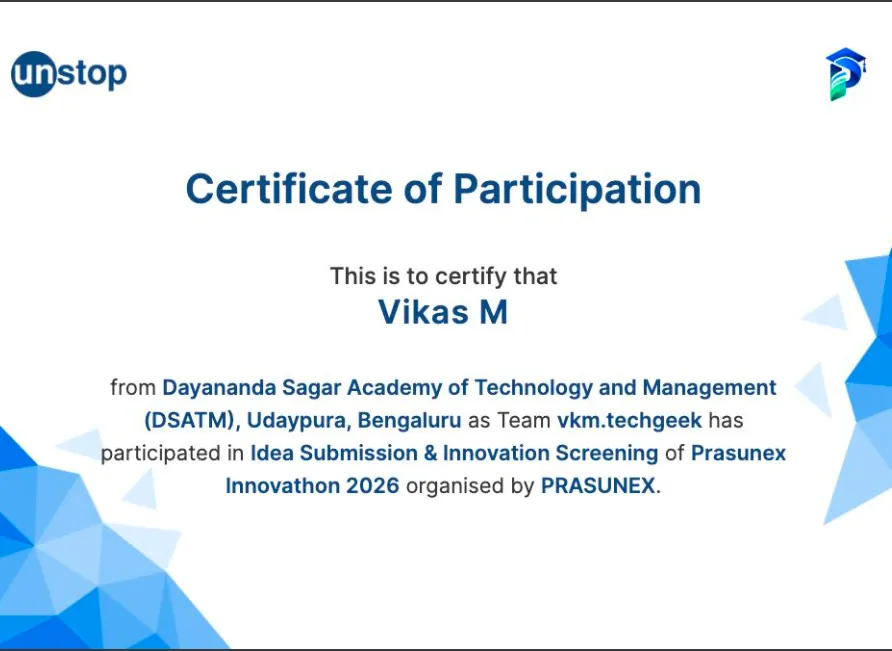 unstop
Certificate of Participation
This is to certify that
Vikas M
from Dayananda Sagar Academy of Technology and Management
(DSATM), Udaypura, Bengaluru as Team vkm.techgeek has
participated in Idea Submission & Innovation Screening of Prasunex
Innovathon 2026 organised by PRASUNEX.